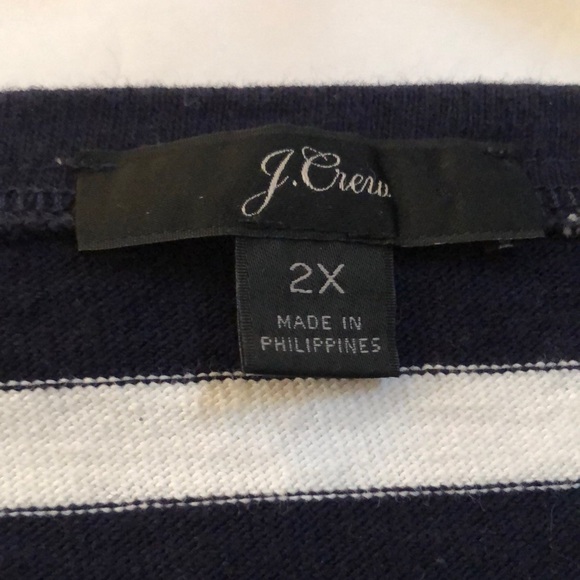 J.Crew.
2X
MADE IN
PHILIPPINES